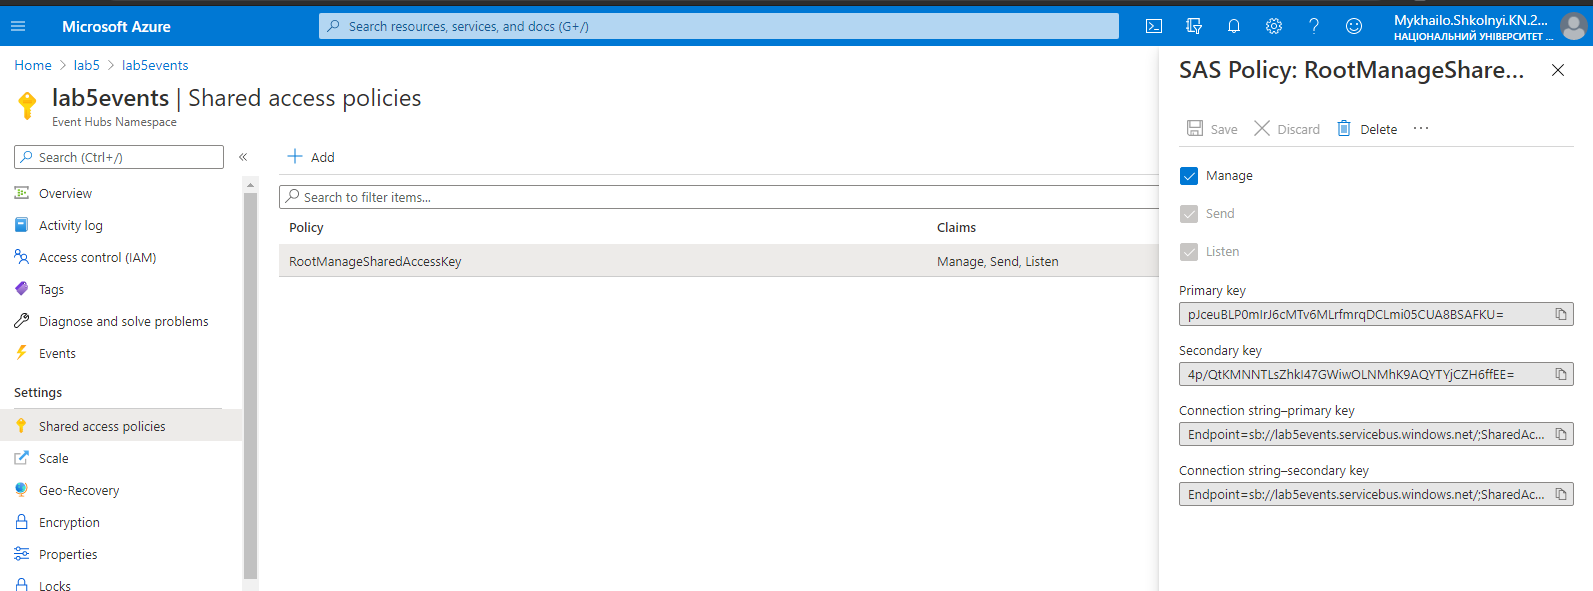 Microsoft Azure
Search resources, services, and docs (G+/)
Mykhailo.Shkolnyi.KN.2...
НАЦІОНАЛЬНИЙ УНІВЕРСИТЕТ ...
Home > lab5 > lab5events
lab5events | Shared access policies
Event Hubs Namespace
Search (Ctrl+/)
«
Overview
Activity log
Access control (IAM)
Tags
Diagnose and solve problems
Events
Settings
Shared access policies
Scale
Geo-Recovery
Encryption
Properties
Locks
Add
Search to filter items...
Policy Claims
RootManageSharedAccessKey Manage, Send, Listen
SAS Policy: RootManageShare...
Save Discard Delete ...
Manage
Send
Listen
Primary key
pJceuBLP0mIrJ6cMTv6MLrfmrqDCLmi05CUA8BSAFKU=
Secondary key
4p/QtKMNNTLsZhkI47GWiwOLNMhK9AQYTYjCZH6ffEE=
Connection string–primary key
Endpoint=sb://lab5events.servicebus.windows.net/;SharedAc...
Connection string–secondary key
Endpoint=sb://lab5events.servicebus.windows.net/;SharedAc...